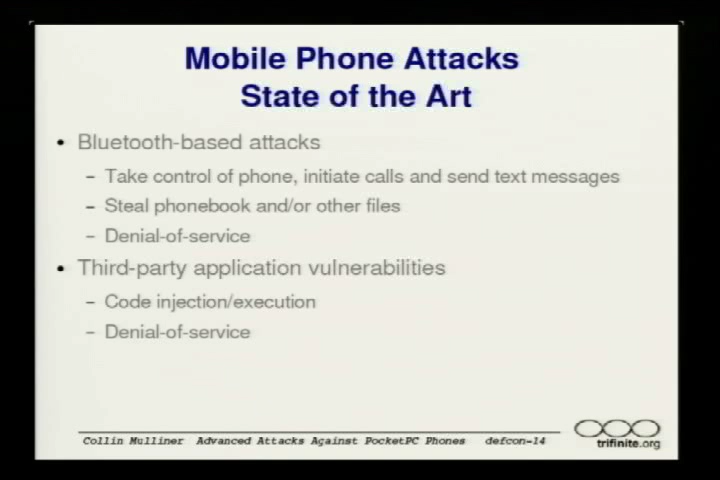 Mobile Phone Attacks
State of the Art
• Bluetooth-based attacks
– Take control of phone, initiate calls and send text messages
– Steal phonebook and/or other files
– Denial-of-service
• Third-party application vulnerabilities
– Code injection/execution
– Denial-of-service
Collin Mulliner Advanced Attacks Against PocketPC Phones defcon-14
trifinite.org